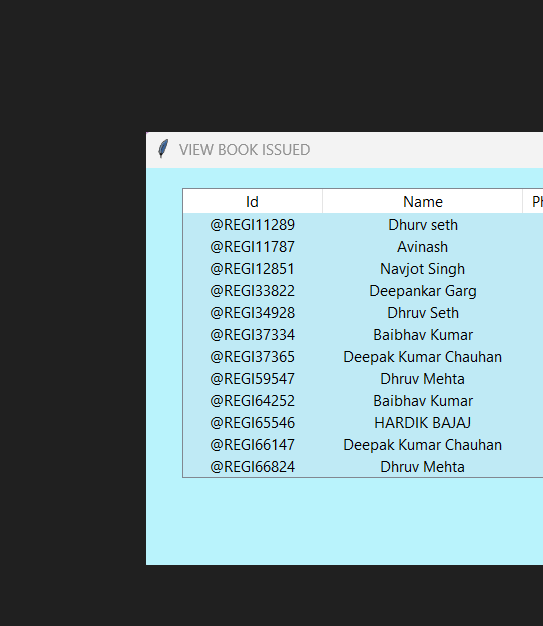 VIEW BOOK ISSUED
Id Name Ph
@REGI11289 Dhurv seth
@REGI11787 Avinash
@REGI12851 Navjot Singh
@REGI33822 Deepankar Garg
@REGI34928 Dhruv Seth
@REGI37334 Baibhav Kumar
@REGI37365 Deepak Kumar Chauhan
@REGI59547 Dhruv Mehta
@REGI64252 Baibhav Kumar
@REGI65546 HARDIK BAJAJ
@REGI66147 Deepak Kumar Chauhan
@REGI66824 Dhruv Mehta